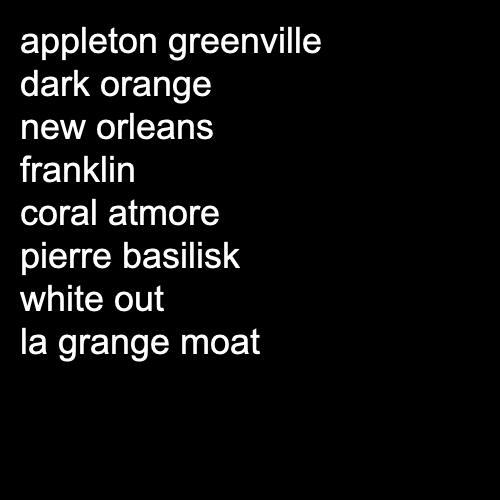 appleton greenville
dark orange
new orleans
franklin
coral atmore
pierre basilisk
white out
la grange moat